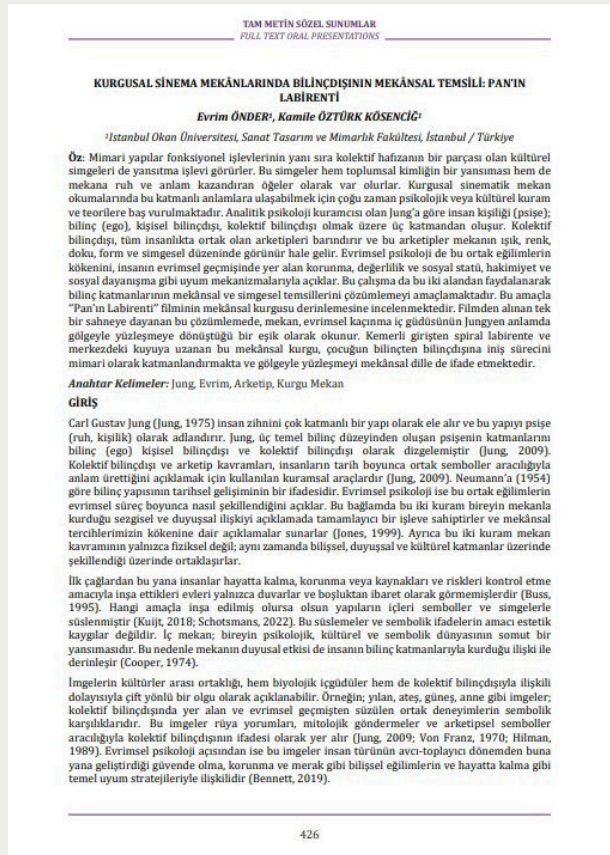 TAM METİN SÖZEL SUNUMLAR
FULL TEXT ORAL PRESENTATIONS
KURGUSAL SİNEMA MEKÂNLARINDA BİLİNÇDIŞININ MEKÂNSAL TEMSİLİ: PAN'IN
LABİRENTİ
Evrim ÖNDER¹, Kamile ÖZTÜRK KÖSENCİĞ¹
¹Istanbul Okan Üniversitesi, Sanat Tasarım ve Mimarlık Fakültesi, İstanbul / Türkiye
Öz: Mimari yapılar fonksiyonel işlevlerinin yanı sıra kolektif hafızanın bir parçası olan kültürel
simgeleri de yansıtma işlevi görürler. Bu simgeler hem toplumsal kimliğin bir yansıması hem de
mekana ruh ve anlam kazandıran öğeler olarak var olurlar. Kurgusal sinematik mekan
okumalarında bu katmanlı anlamlara ulaşabilmek için çoğu zaman psikolojik veya kültürel kuram
ve teorilere baş vurulmaktadır. Analitik psikoloji kuramcısı olan Jung'a göre insan kişiliği (psişe);
bilinç (ego), kişisel bilinçdışı, kolektif bilinçdışı olmak üzere üç katmandan oluşur. Kolektif
bilinçdışı, tüm insanlıkta ortak olan arketipleri barındırır ve bu arketipler mekanın ışık, renk,
doku, form ve simgesel düzeninde görünür hale gelir. Evrimsel psikoloji de bu ortak eğilimlerin
kökenini, insanın evrimsel geçmişinde yer alan korunma, değerlilik ve sosyal statü, hakimiyet ve
sosyal dayanışma gibi uyum mekanizmalarıyla açıklar. Bu çalışma da bu iki alandan faydalanarak
bilinç katmanlarının mekânsal ve simgesel temsillerini çözümlemeyi amaçlamaktadır. Bu amaçla
"Pan'ın Labirenti" filminin mekânsal kurgusu derinlemesine incelenmektedir. Filmden alınan tek
bir sahneye dayanan bu çözümlemede, mekan, evrimsel kaçınma iç güdüsünün Jungyen anlamda
gölgeyle yüzleşmeye dönüştüğü bir eşik olarak okunur. Kemerli girişten spiral labirente ve
merkezdeki kuyuya uzanan bu mekânsal kurgu, çocuğun bilinçten bilinçdışına iniş sürecini
mimari olarak katmanlandırmakta ve gölgeyle yüzleşmeyi mekânsal dille de ifade etmektedir.
Anahtar Kelimeler: Jung, Evrim, Arketip, Kurgu Mekan
GİRİŞ
Carl Gustav Jung (Jung, 1975) insan zihnini çok katmanlı bir yapı olarak ele alır ve bu yapıyı psişe
(ruh, kişilik) olarak adlandırır. Jung, üç temel bilinç düzeyinden oluşan psişenin katmanlarını
bilinç (ego) kişisel bilinçdışı ve kolektif bilinçdışı olarak dizgelemiştir (Jung, 2009).
Kolektif bilinçdışı ve arketip kavramları, insanların tarih boyunca ortak semboller aracılığıyla
anlam ürettiğini açıklamak için kullanılan kuramsal araçlardır (Jung, 2009). Neumann'a (1954)
göre bilinç yapısının tarihsel gelişiminin bir ifadesidir. Evrimsel psikoloji ise bu ortak eğilimlerin
evrimsel süreç boyunca nasıl şekillendiğini açıklar. Bu bağlamda bu iki kuram bireyin mekanla
kurduğu sezgisel ve duyuşsal ilişkiyi açıklamada tamamlayıcı bir işleve sahiptirler ve mekânsal
tercihlerimizin kökenine dair açıklamalar sunarlar (Jones, 1999). Ayrıca bu iki kuram mekan
kavramının yalnızca fiziksel değil; aynı zamanda bilişsel, duyuşsal ve kültürel katmanlar üzerinde
şekillendiği üzerinde ortaklaşırlar.
İlk çağlardan bu yana insanlar hayatta kalma, korunma veya kaynakları ve riskleri kontrol etme
amacıyla inşa ettikleri evleri yalnızca duvarlar ve boşluktan ibaret olarak görmemişlerdir (Buss,
1995). Hangi amaçla inşa edilmiş olursa olsun yapıların içleri semboller ve simgelerle
süslenmiştir (Kuijt, 2018; Schotsmans, 2022). Bu süslemeler ve sembolik ifadelerin amacı estetik
kaygılar değildir. İç mekan; bireyin psikolojik, kültürel ve sembolik dünyasının somut bir
yansımasıdır. Bu nedenle mekanın duyusal etkisi de insanın bilinç katmanlarıyla kurduğu ilişki ile
derinleşir (Cooper, 1974).
İmgelerin kültürler arası ortaklığı, hem biyolojik içgüdüler hem de kolektif bilinçdışıyla ilişkili
dolayısıyla çift yönlü bir olgu olarak açıklanabilir. Örneğin; yılan, ateş, güneş, anne gibi imgeler;
kolektif bilinçdışında yer alan ve evrimsel geçmişten süzülen ortak deneyimlerin sembolik
karşılıklarıdır. Bu imgeler rüya yorumları, mitolojik göndermeler ve arketipsel semboller
aracılığıyla kolektif bilinçdışının ifadesi olarak yer alır (Jung, 2009; Von Franz, 1970; Hilman,
1989). Evrimsel psikoloji açısından ise bu imgeler insan türünün avcı-toplayıcı dönemden buna
yana geliştirdiği güvende olma, korunma ve merak gibi bilişsel eğilimlerin ve hayatta kalma gibi
temel uyum stratejileriyle ilişkilidir (Bennett, 2019).
426